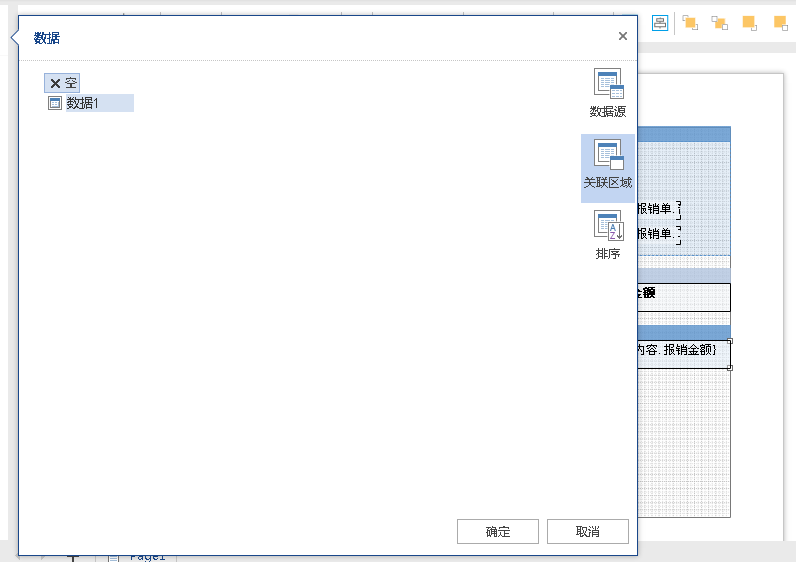 数据
空
数据1
数据源
关联区域
排序
报销单.
报销单.
金额
内容.报销金额}
确定
取消
Page1